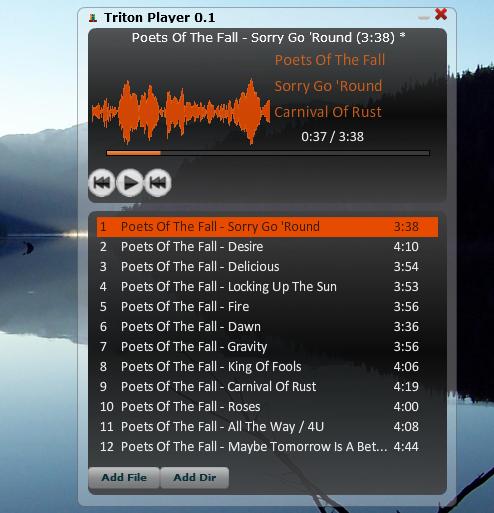 Triton Player 0.1
Poets Of The Fall - Sorry Go 'Round (3:38) *
Poets Of The Fall
Sorry Go 'Round
Carnival Of Rust
0:37 / 3:38
1 Poets Of The Fall - Sorry Go 'Round 3:38
2 Poets Of The Fall - Desire 4:10
3 Poets Of The Fall - Delicious 3:54
4 Poets Of The Fall - Locking Up The Sun 3:53
5 Poets Of The Fall - Fire 3:56
6 Poets Of The Fall - Dawn 3:36
7 Poets Of The Fall - Gravity 3:56
8 Poets Of The Fall - King Of Fools 4:06
9 Poets Of The Fall - Carnival Of Rust 4:19
10 Poets Of The Fall - Roses 4:00
11 Poets Of The Fall - All The Way / 4U 4:08
12 Poets Of The Fall - Maybe Tomorrow Is A Bet... 4:44
Add File Add Dir